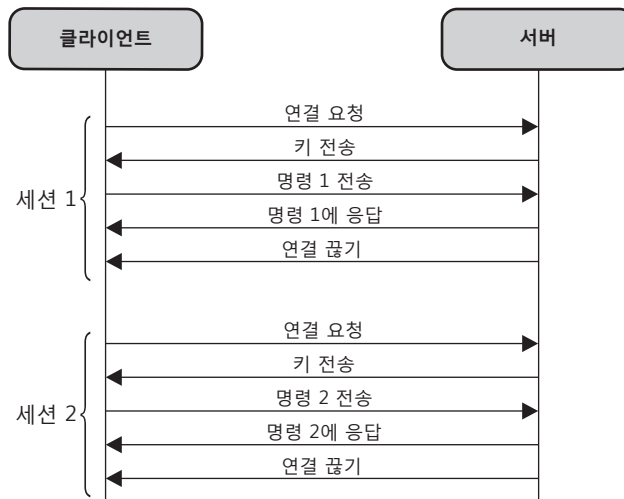 클라이언트
서버
세션 1
연결 요청
키 전송
명령 1 전송
명령 1에 응답
연결 끊기
세션 2
연결 요청
키 전송
명령 2 전송
명령 2에 응답
연결 끊기